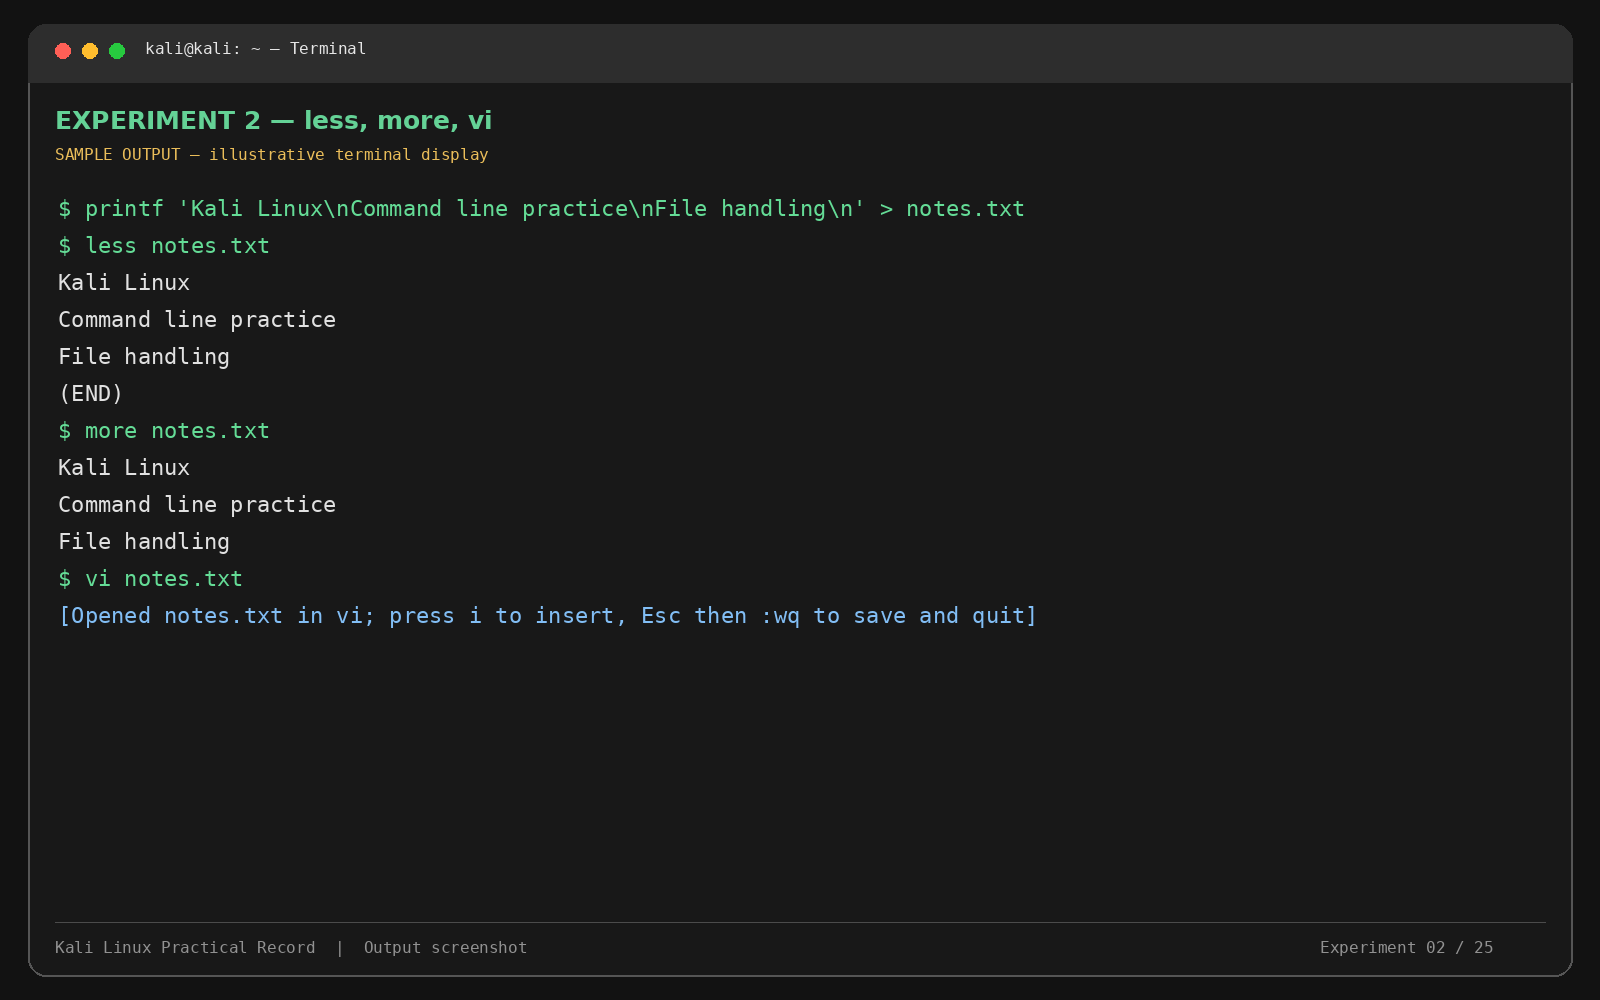 kali@kali: ~ — Terminal
EXPERIMENT 2 — less, more, vi
SAMPLE OUTPUT — illustrative terminal display
$ printf 'Kali Linux\nCommand line practice\nFile handling\n' > notes.txt
$ less notes.txt
Kali Linux
Command line practice
File handling
(END)
$ more notes.txt
Kali Linux
Command line practice
File handling
$ vi notes.txt
[Opened notes.txt in vi; press i to insert, Esc then :wq to save and quit]
Kali Linux Practical Record | Output screenshot
Experiment 02 / 25